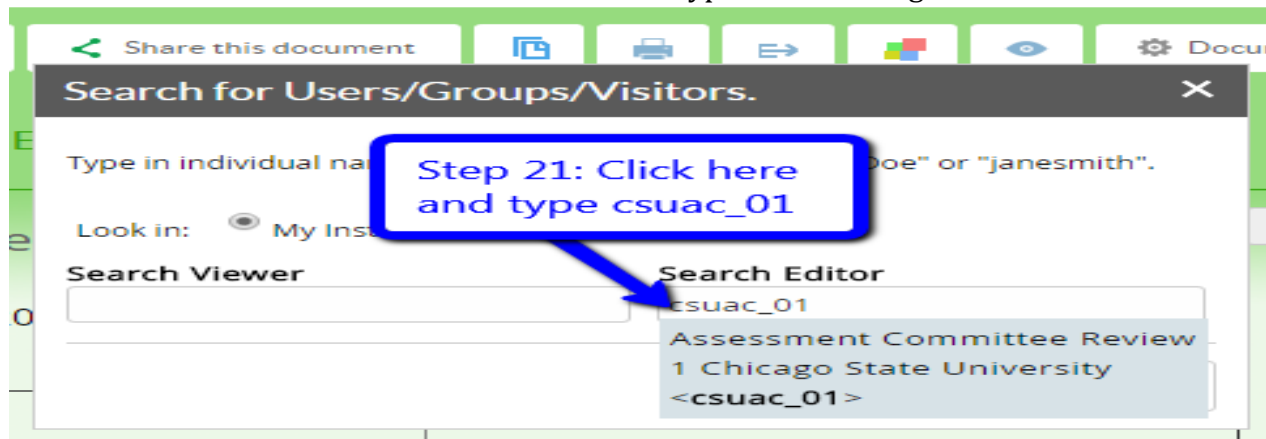 Share this document
Docu
Search for Users/Groups/Visitors.
Type in individual Doe" or "janesmith".
Step 21: Click here
and type csuac_01
Look in: My
Search Viewer
Search Editor
csuac_01
Assessment Committee Review
1 Chicago State University
<csuac_01>